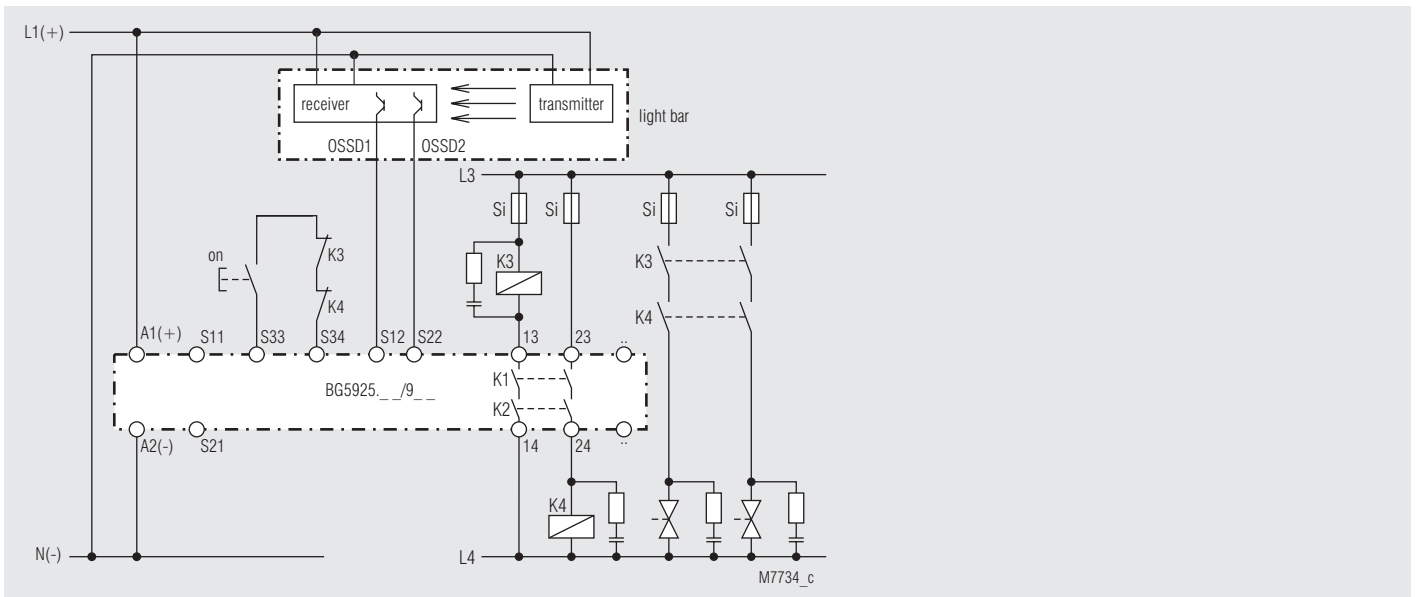 L1(+)
receiver
transmitter
light bar
OSSD1
OSSD2
L3
Si
Si
Si
Si
on
K3
K4
K3
K3
K4
A1(+)
S11
S33
S34
S12
S22
13
23
..
K1
K2
BG5925._ _/9_ _
A2(-)
S21
14
24
..
K4
N(-)
L4
M7734_c